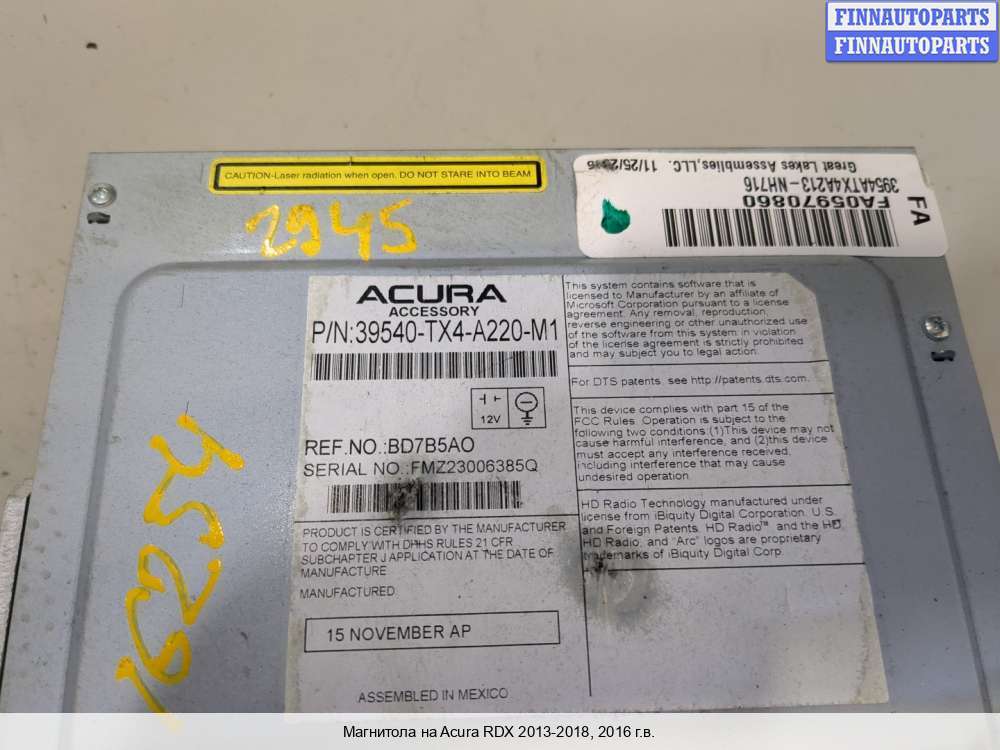 FINNAUTOPARTS
FINNAUTOPARTS
CAUTION-Laser radiation when open. DO NOT STARE INTO BEAM
Great Lakes Assemblies,LLC.
3954ATX4A213-NH716
FA05970860
FA
2945
16254
ACURA
ACCESSORY
P/N:39540-TX4-A220-M1
12V
REF.NO.:BD7B5AO
SERIAL NO.:FMZ23006385Q
PRODUCT IS CERTIFIED BY THE MANUFACTURER
TO COMPLY WITH DHHS RULES 21 CFR
SUBCHAPTER J APPLICATION AT THE DATE OF
MANUFACTURE
MANUFACTURED:
15 NOVEMBER AP
ASSEMBLED IN MEXICO
This system contains software that is
licensed to Manufacturer by an affiliate of
Microsoft Corporation pursuant to a license
agreement. Any removal, reproduction,
reverse engineering or other unauthorized use
of the software from this system in violation
of the license agreement is strictly prohibited
and may subject you to legal action.
For DTS patents, see http://patents.dts.com.
This device complies with part 15 of the
FCC Rules. Operation is subject to the
following two conditions:(1)This device may not
cause harmful interference, and (2)this device
must accept any interference received,
including interference that may cause
undesired operation.
HD Radio Technology manufactured under
license from iBiquity Digital Corporation. U.S.
and Foreign Patents. HD Radio™ and the HD,
HD Radio, and "Arc" logos are proprietary
trademarks of iBiquity Digital Corp.
Магнитола на Acura RDX 2013-2018, 2016 г.в.